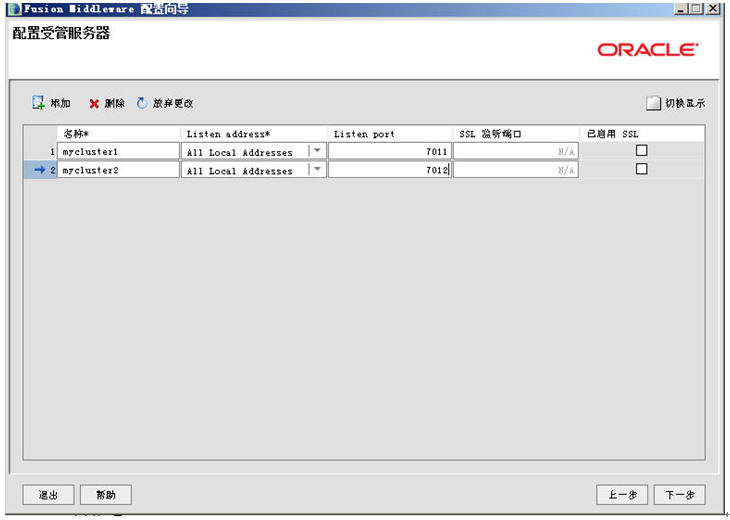 Fusion Middleware 配置向导
配置受管服务器
ORACLE
添加 删除 放弃更改 切换显示
名称* Listen address* Listen port SSL 监听端口 已启用 SSL
1 mycluster1 All Local Addresses 7011 N/A
2 mycluster2 All Local Addresses 7012 N/A
退出 帮助 上一步 下一步